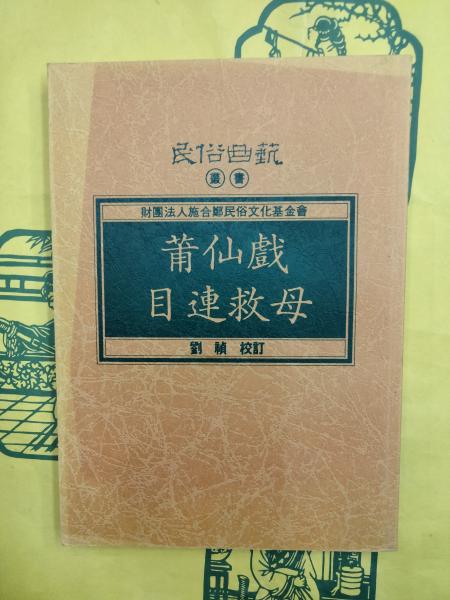 民俗曲藝
叢書
財團法人施合鄭民俗文化基金會
莆仙戲
目連救母
劉禎 校訂